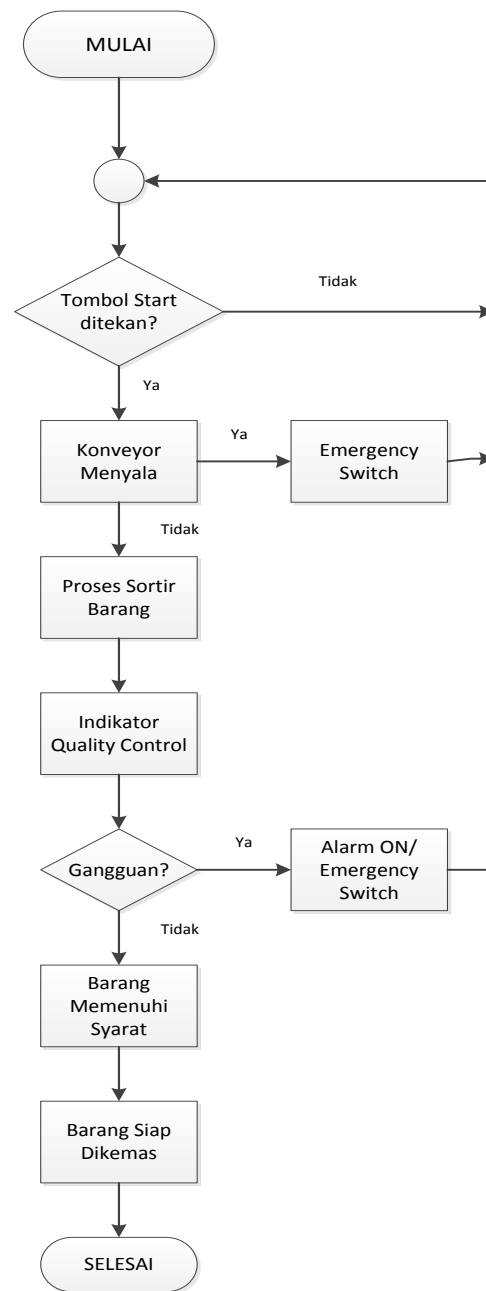 MULAI
Tombol Start
ditekan?
Tidak
Ya
Konveyor
Menyala
Ya
Emergency
Switch
Tidak
Proses Sortir
Barang
Indikator
Quality Control
Gangguan?
Ya
Alarm ON/
Emergency
Switch
Tidak
Barang
Memenuhi
Syarat
Barang Siap
Dikemas
SELESAI